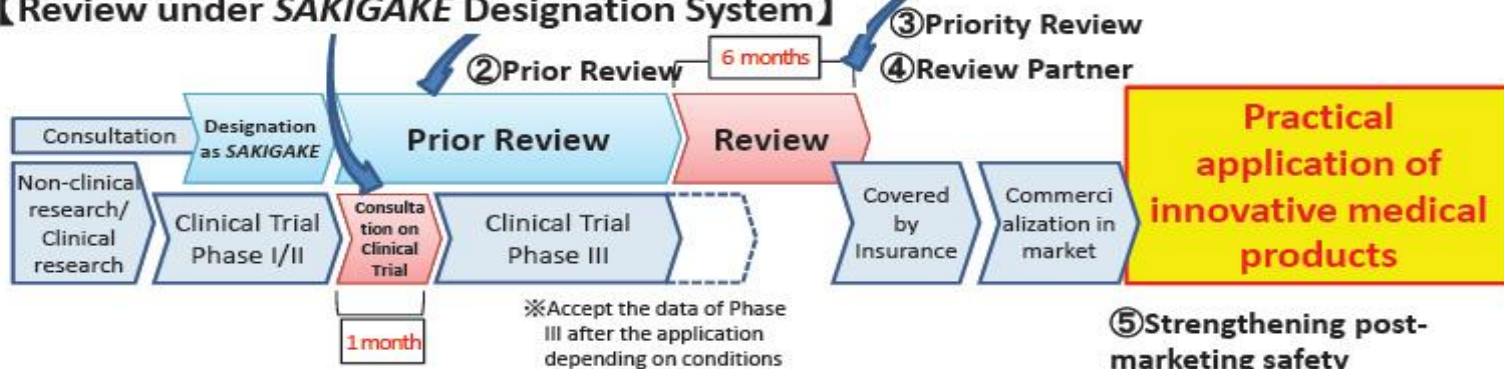 【Review under SAKIGAKE Designation System】
③Priority Review
②Prior Review
6 months
④Review Partner
Consultation
Designation
as SAKIGAKE
Prior Review
Review
Practical
application of
innovative medical
products
Non-clinical
research/
Clinical
research
Clinical Trial
Phase I/II
Consulta
tion on
Clinical
Trial
Clinical Trial
Phase III
Covered
by
Insurance
Commerci
alization in
market
1 month
※Accept the data of Phase
III after the application
depending on conditions
⑤Strengthening post-
marketing safety